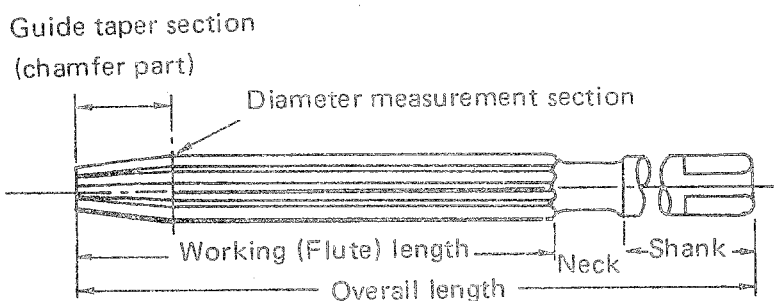 Guide taper section
(chamfer part)
Diameter measurement section
Working (Flute) length
Neck
Shank
Overall length